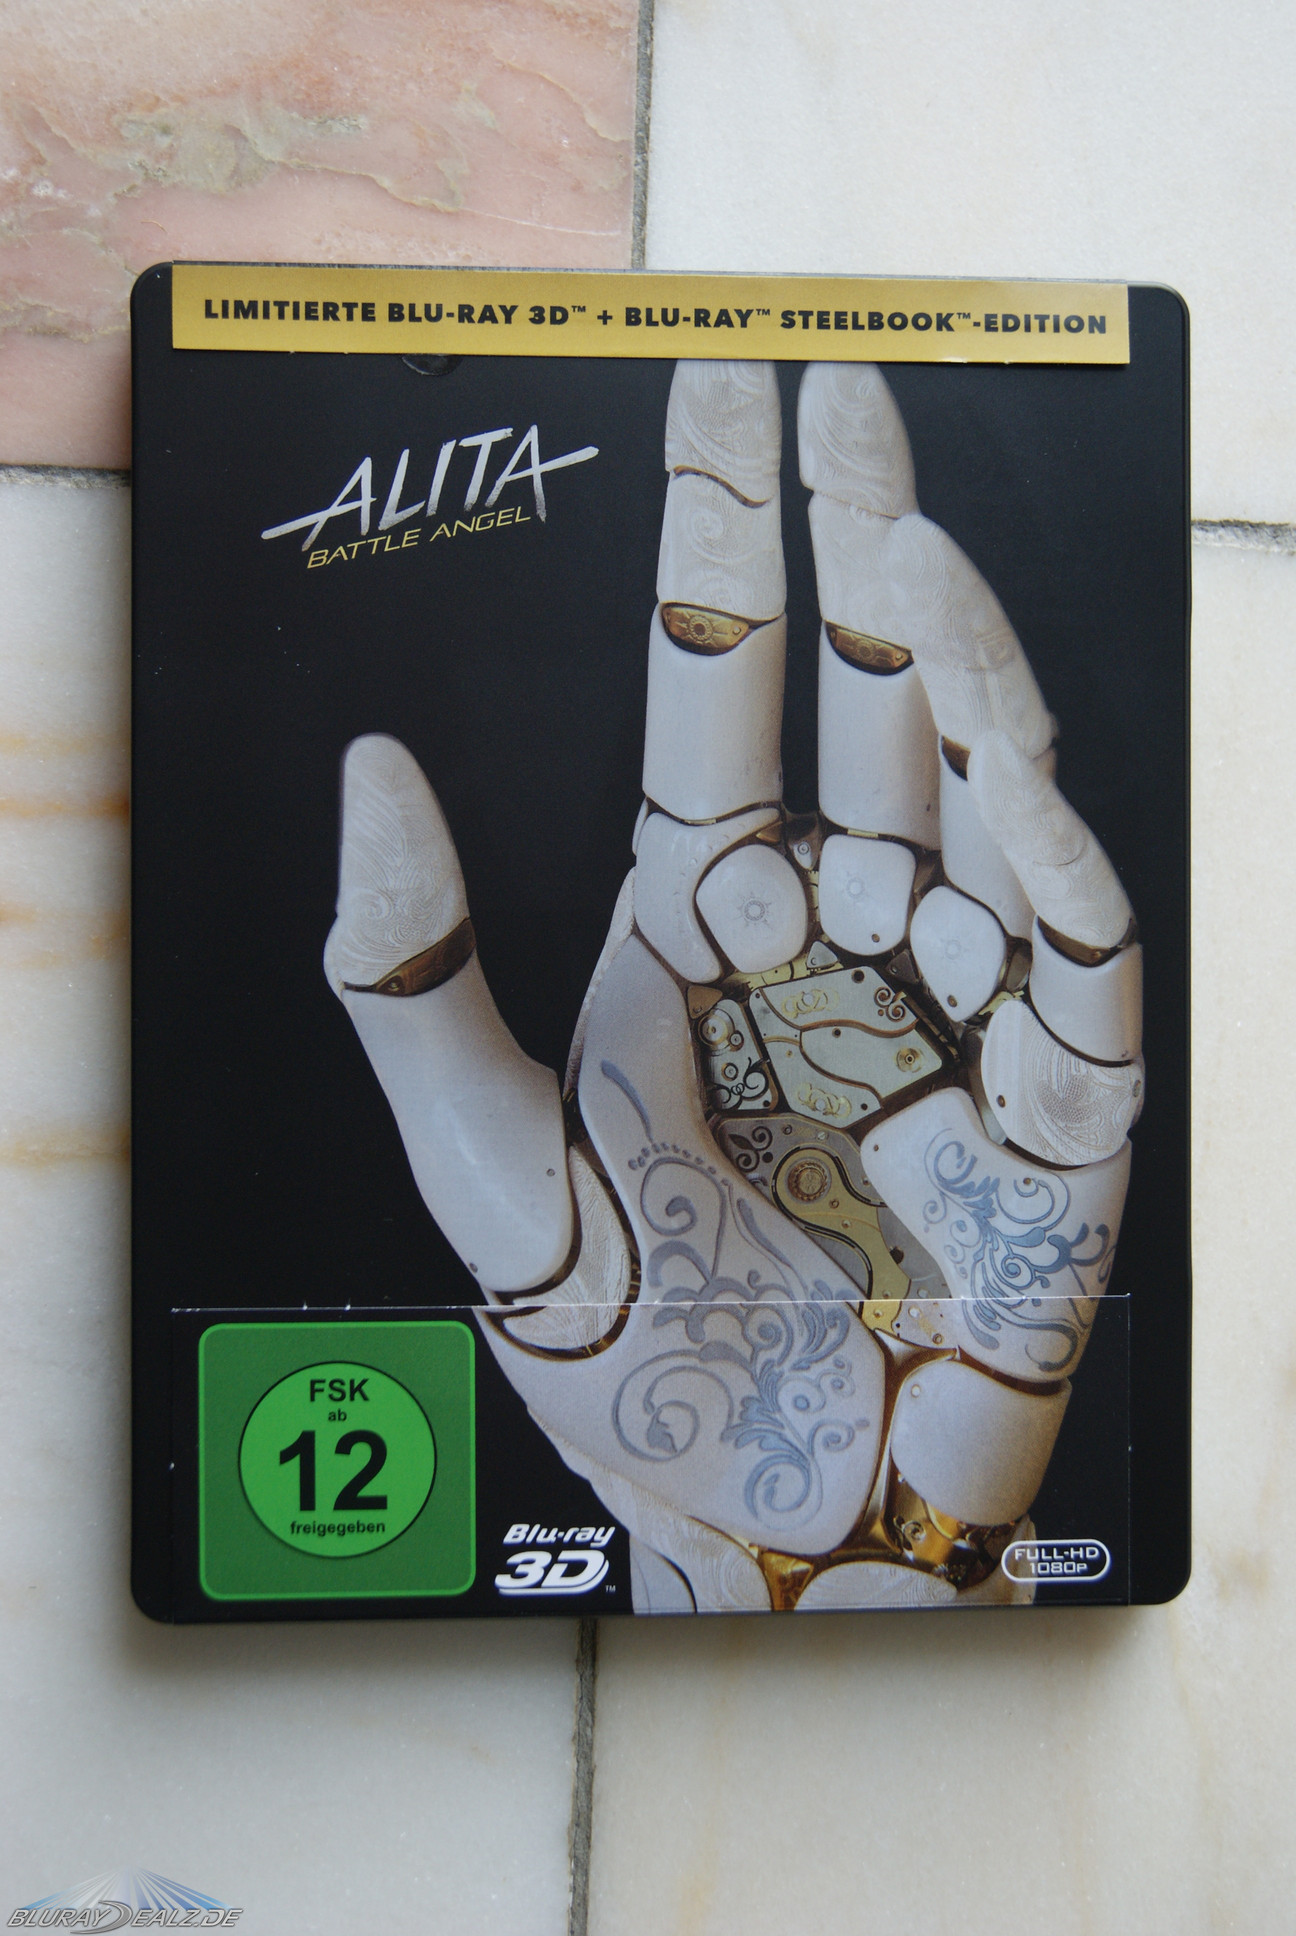 LIMITIERTE BLU-RAY 3D™ + BLU-RAY™ STEELBOOK™-EDITION
ALITA
BATTLE ANGEL
FSK
ab
12
freigegeben
Blu-ray
3D™
FULL-HD
1080P
BLURAYDEALZ.DE